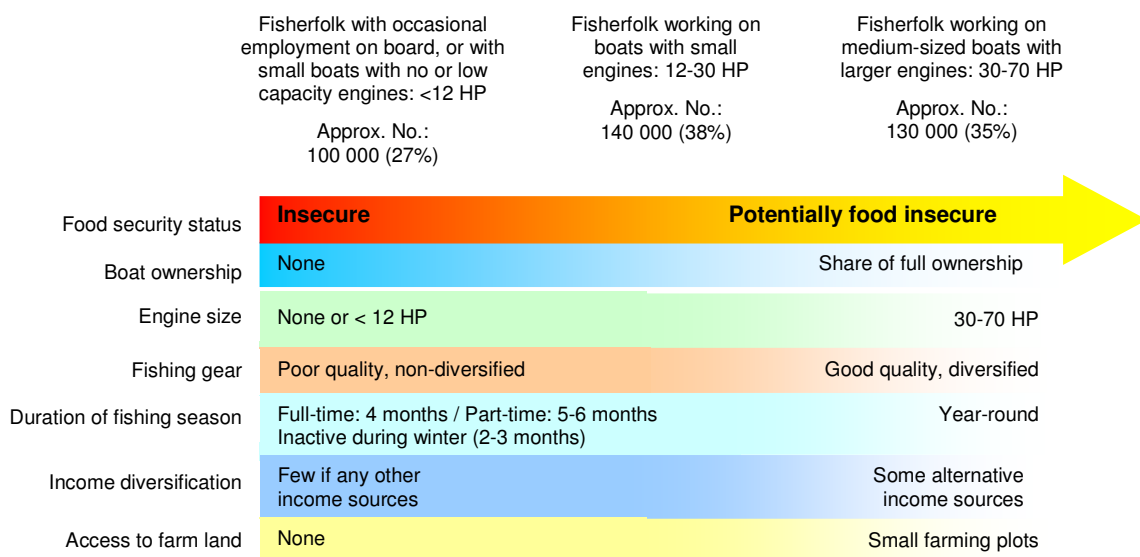 Fisherfolk with occasional
employment on board, or with
small boats with no or low
capacity engines: <12 HP
Approx. No.:
100 000 (27%)
Fisherfolk working on
boats with small
engines: 12-30 HP
Approx. No.:
140 000 (38%)
Fisherfolk working on
medium-sized boats with
larger engines: 30-70 HP
Approx. No.:
130 000 (35%)
Food security status
Insecure
Potentially food insecure
Boat ownership
None
Share of full ownership
Engine size
None or < 12 HP
30-70 HP
Fishing gear
Poor quality, non-diversified
Good quality, diversified
Duration of fishing season
Full-time: 4 months / Part-time: 5-6 months
Inactive during winter (2-3 months)
Year-round
Income diversification
Few if any other
income sources
Some alternative
income sources
Access to farm land
None
Small farming plots